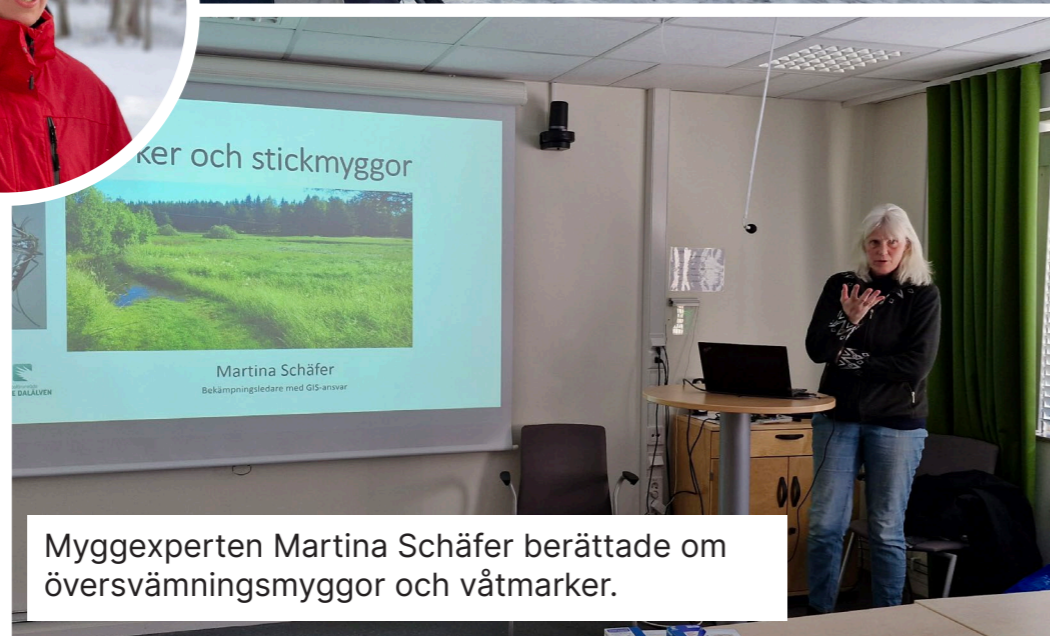 ker och stickmyggor
Martina Schäfer
Bekämpningsledare med GIS-ansvar
E DALÄLVEN
Myggexperten Martina Schäfer berättade om
översvämningsmyggor och våtmarker.